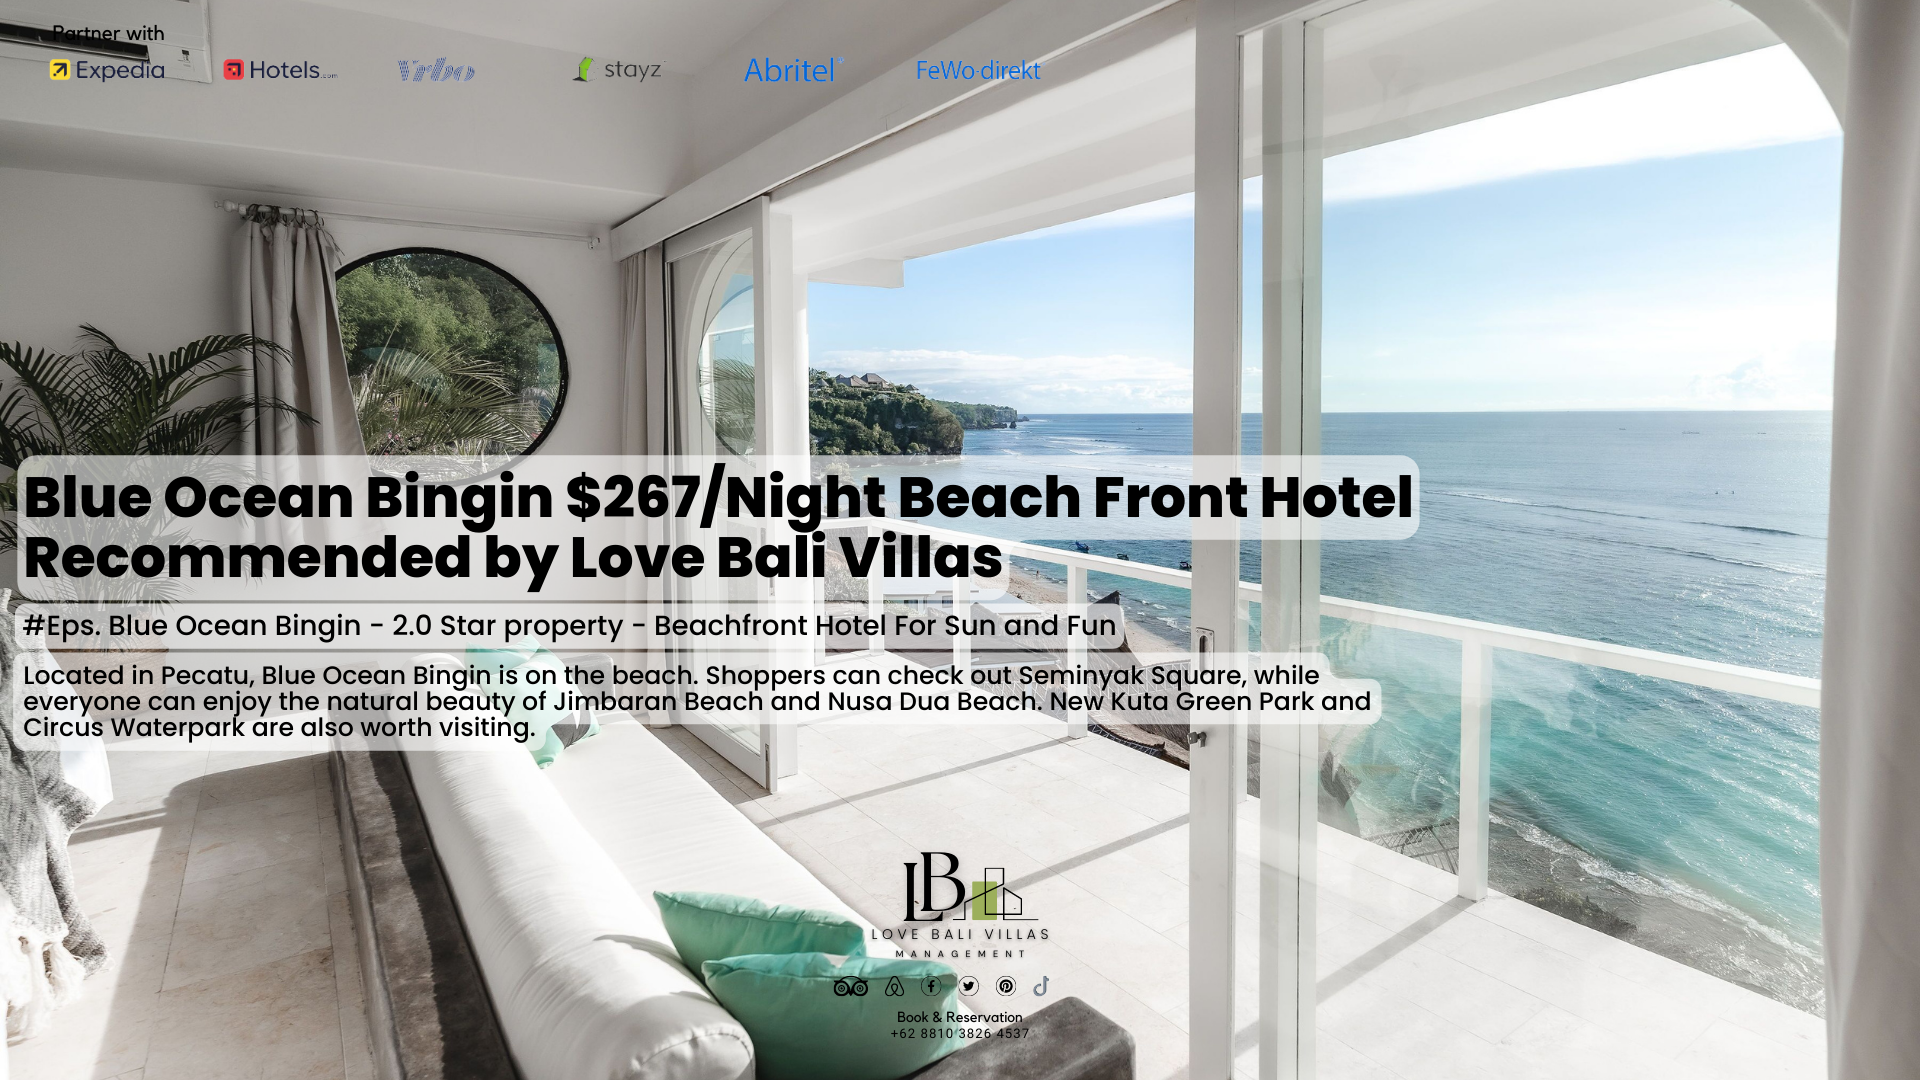 Partner with
Expedia Hotels.com Vrbo stayz Abritel FeWo-direkt
Blue Ocean Bingin $267/Night Beach Front Hotel
Recommended by Love Bali Villas
#Eps. Blue Ocean Bingin - 2.0 Star property - Beachfront Hotel For Sun and Fun
Located in Pecatu, Blue Ocean Bingin is on the beach. Shoppers can check out Seminyak Square, while
everyone can enjoy the natural beauty of Jimbaran Beach and Nusa Dua Beach. New Kuta Green Park and
Circus Waterpark are also worth visiting.
LB
LOVE BALI VILLAS
MANAGEMENT
Book & Reservation
+62 8810 3826 4537